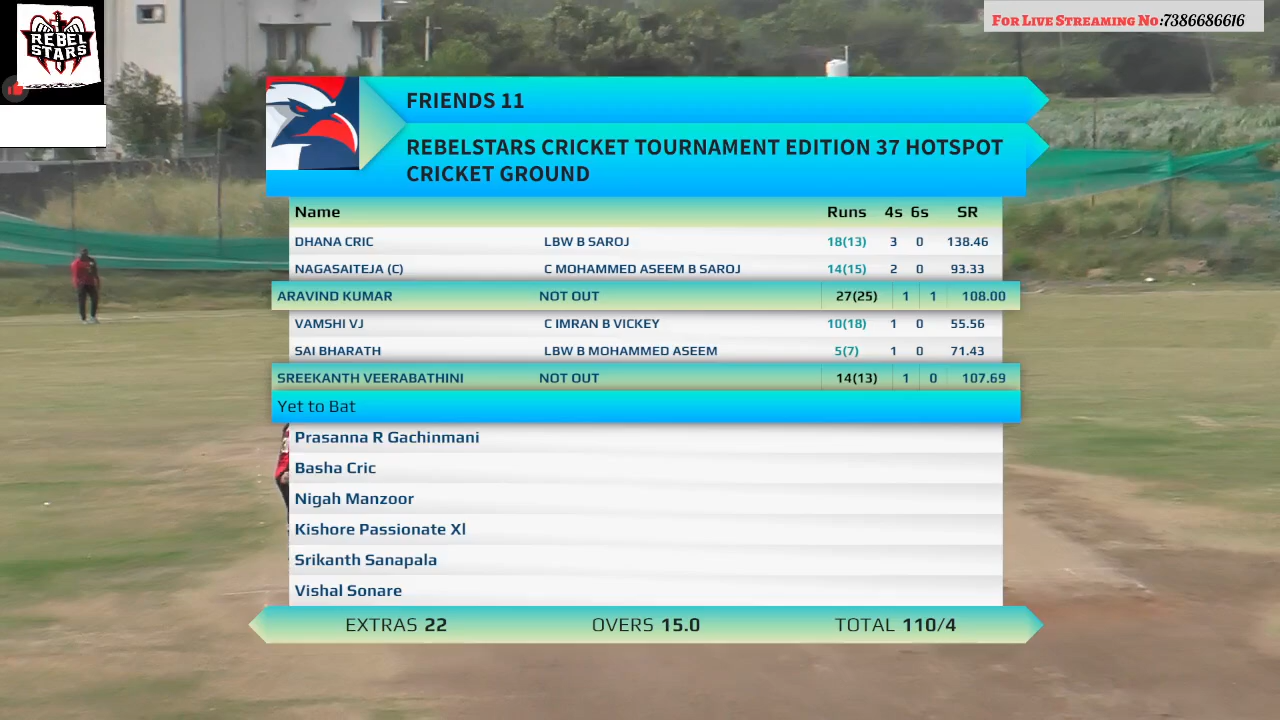 REBEL
STARS
For Live Streaming No:7386686616
FRIENDS 11
REBELSTARS CRICKET TOURNAMENT EDITION 37 HOTSPOT
CRICKET GROUND
Name Runs 4s 6s SR
DHANA CRIC LBW B SAROJ 18(13) 3 0 138.46
NAGASAITEJA (C) C MOHAMMED ASEEM B SAROJ 14(15) 2 0 93.33
ARAVIND KUMAR NOT OUT 27(25) 1 1 108.00
VAMSHI VJ C IMRAN B VICKEY 10(18) 1 0 55.56
SAI BHARATH LBW B MOHAMMED ASEEM 5(7) 1 0 71.43
SREEKANTH VEERABATHINI NOT OUT 14(13) 1 0 107.69
Yet to Bat
Prasanna R Gachinmani
Basha Cric
Nigah Manzoor
Kishore Passionate Xl
Srikanth Sanapala
Vishal Sonare
EXTRAS 22 OVERS 15.0 TOTAL 110/4